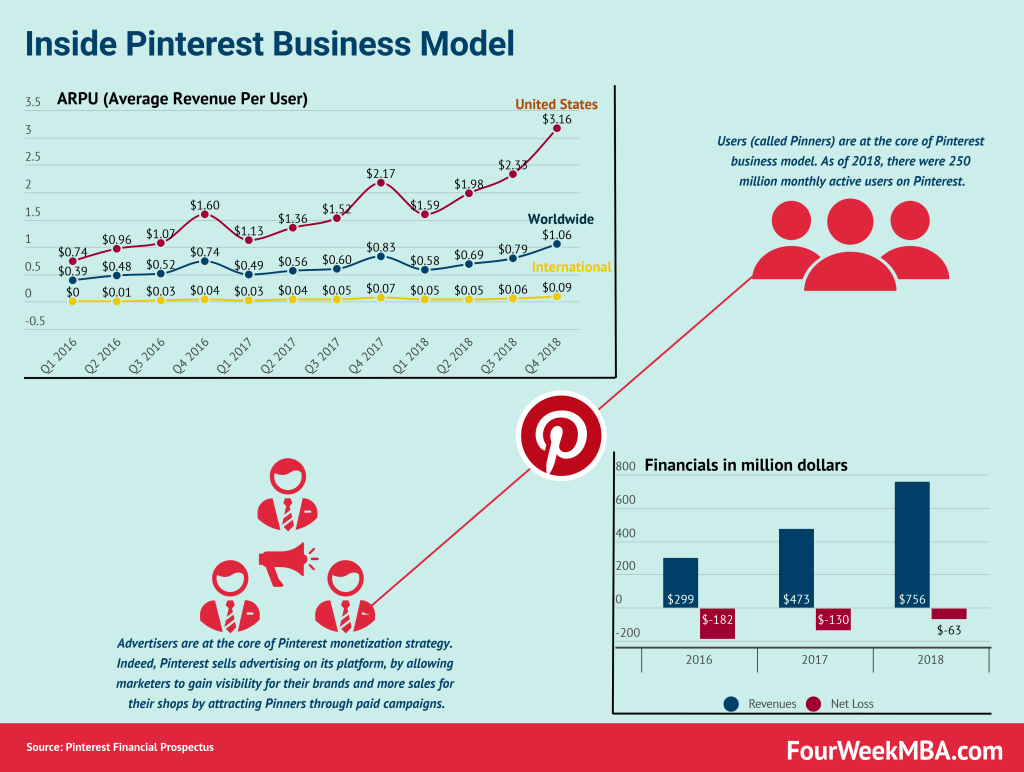 Inside Pinterest Business Model
ARPU (Average Revenue Per User)
3.5
3
2.5
2
1.5
1
0.5
0
-0.5
United States
$0.74
$0.96
$1.07
$1.60
$1.13
$1.36
$1.52
$2.17
$1.59
$1.98
$2.33
$3.16
Worldwide
$0.39
$0.48
$0.52
$0.74
$0.49
$0.56
$0.60
$0.83
$0.58
$0.69
$0.79
$1.06
International
$0
$0.01
$0.03
$0.04
$0.03
$0.04
$0.05
$0.07
$0.05
$0.05
$0.06
$0.09
Q1 2016
Q2 2016
Q3 2016
Q4 2016
Q1 2017
Q2 2017
Q3 2017
Q4 2017
Q1 2018
Q2 2018
Q3 2018
Q4 2018
Users (called Pinners) are at the core of Pinterest
business model. As of 2018, there were 250
million monthly active users on Pinterest.
Advertisers are at the core of Pinterest monetization strategy.
Indeed, Pinterest sells advertising on its platform, by allowing
marketers to gain visibility for their brands and more sales for
their shops by attracting Pinners through paid campaigns.
Financials in million dollars
800
600
400
200
0
-200
$299
$-182
$473
$-130
$756
$-63
2016
2017
2018
Revenues
Net Loss
Source: Pinterest Financial Prospectus
FourWeekMBA.com